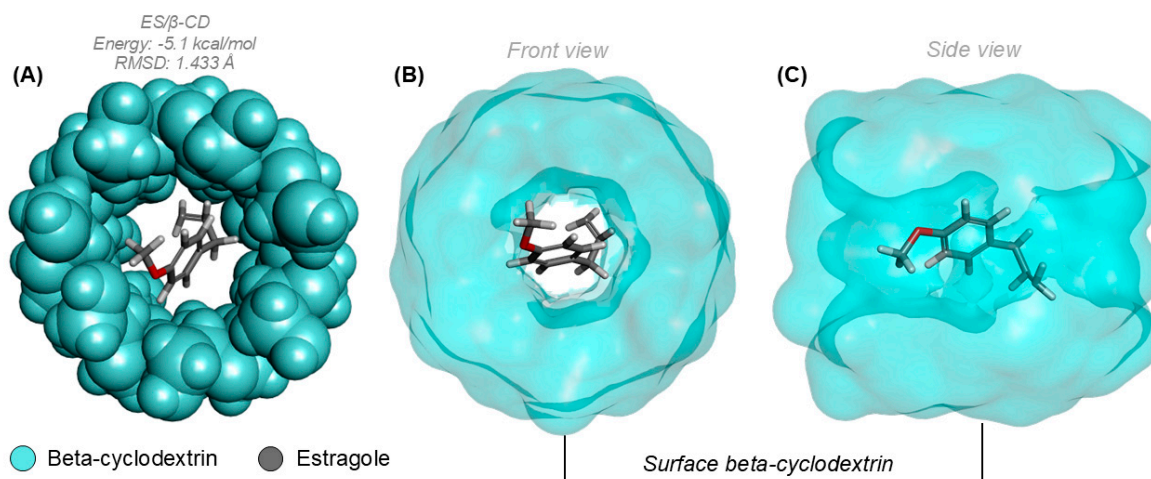 ES/β-CD
Energy: -5.1 kcal/mol
RMSD: 1.433 Å
(A)
Front view
(B)
Side view
(C)
Beta-cyclodextrin
Estragole
Surface beta-cyclodextrin